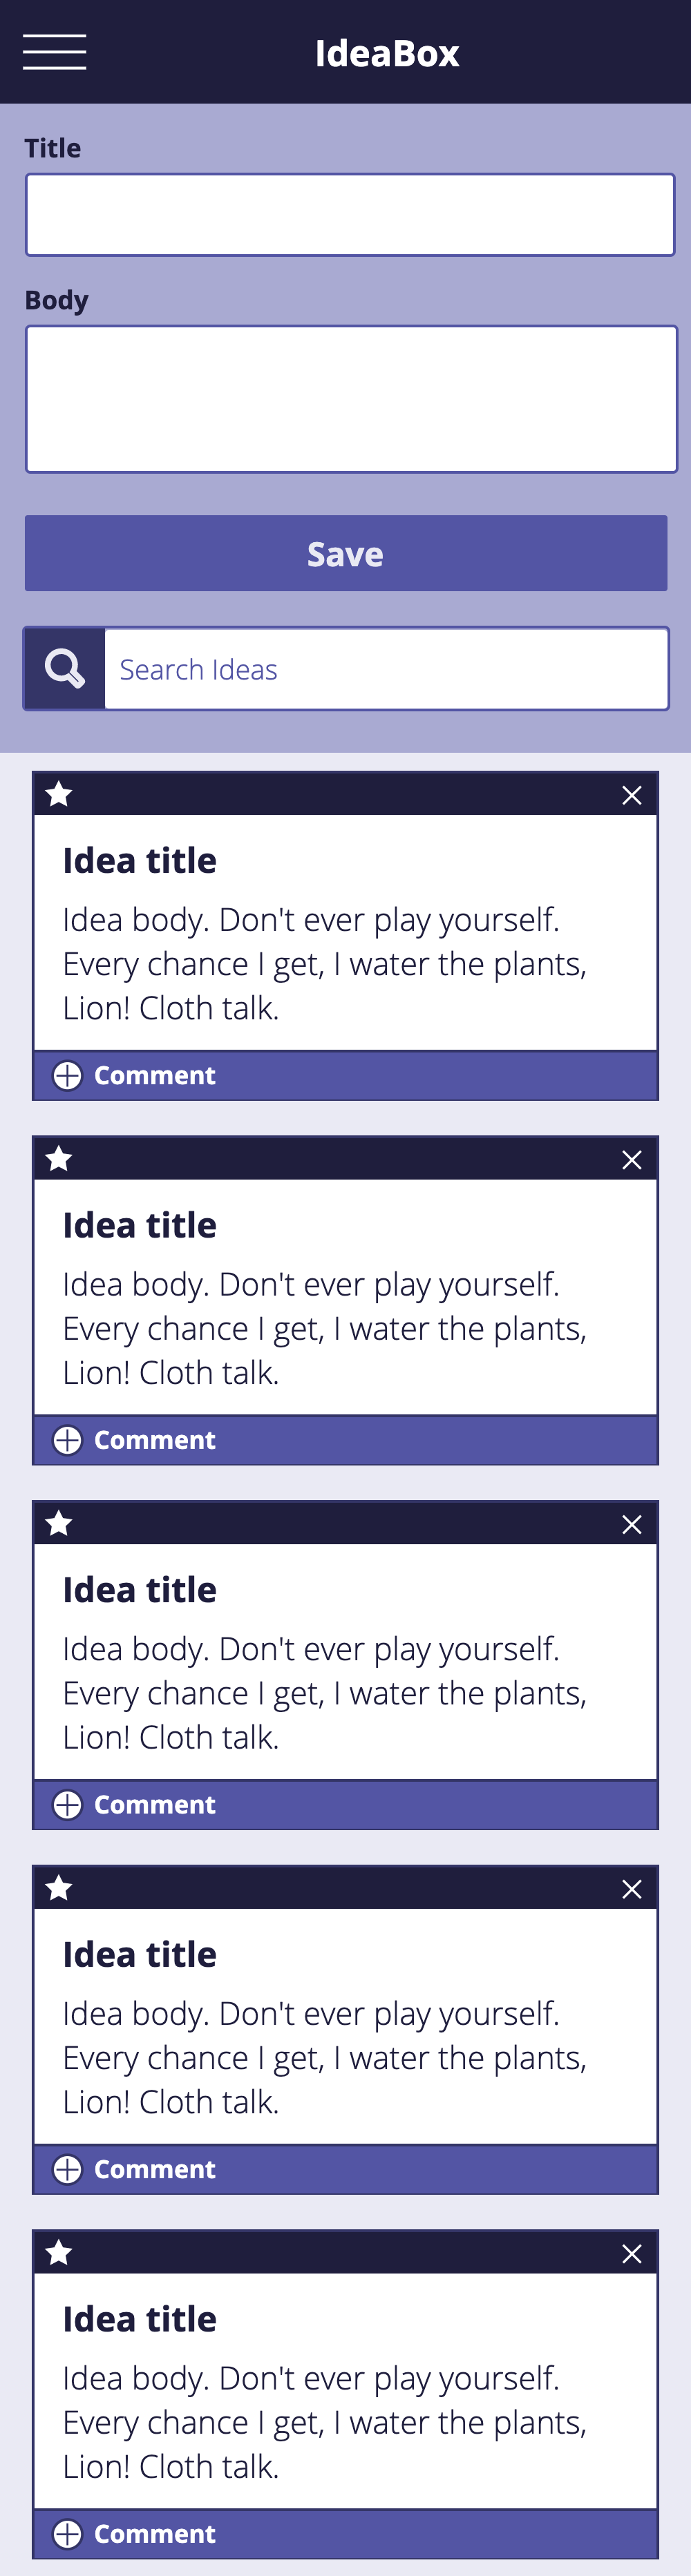 IdeaBox
Title
Body
Save
Search Ideas
Idea title
Idea body. Don't ever play yourself.
Every chance I get, I water the plants,
Lion! Cloth talk.
Comment
Idea title
Idea body. Don't ever play yourself.
Every chance I get, I water the plants,
Lion! Cloth talk.
Comment
Idea title
Idea body. Don't ever play yourself.
Every chance I get, I water the plants,
Lion! Cloth talk.
Comment
Idea title
Idea body. Don't ever play yourself.
Every chance I get, I water the plants,
Lion! Cloth talk.
Comment
Idea title
Idea body. Don't ever play yourself.
Every chance I get, I water the plants,
Lion! Cloth talk.
Comment